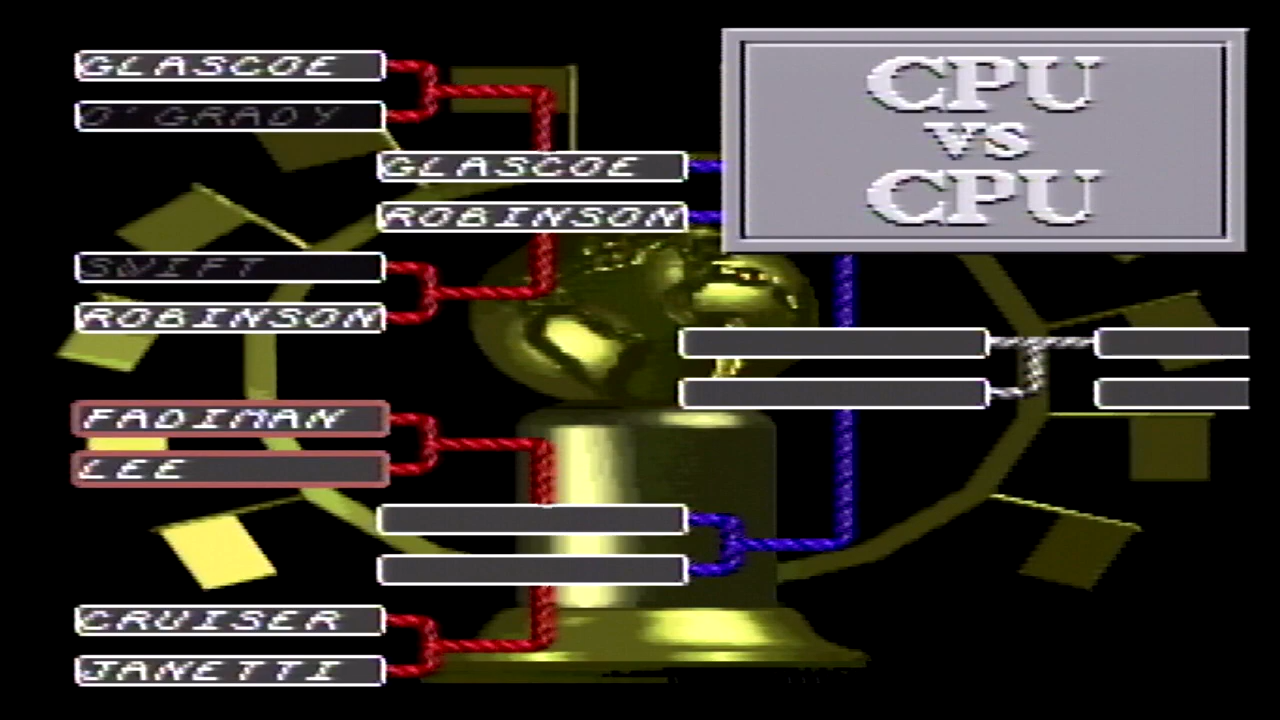 GLASCOE
O'GRADY
GLASCOE
ROBINSON
SWIFT
ROBINSON
FADIMAN
LEE
CRUISER
JANETTI
CPU
VS
CPU